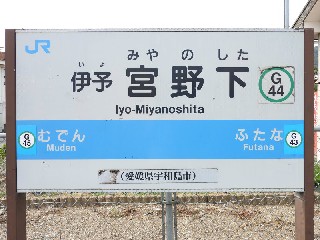 JR
みやのした
いよ
伊予宮野下
G
44
Iyo-Miyanoshita
G
45
むでん
Muden
ふたな
Futana
G
43
(愛媛県宇和島市)